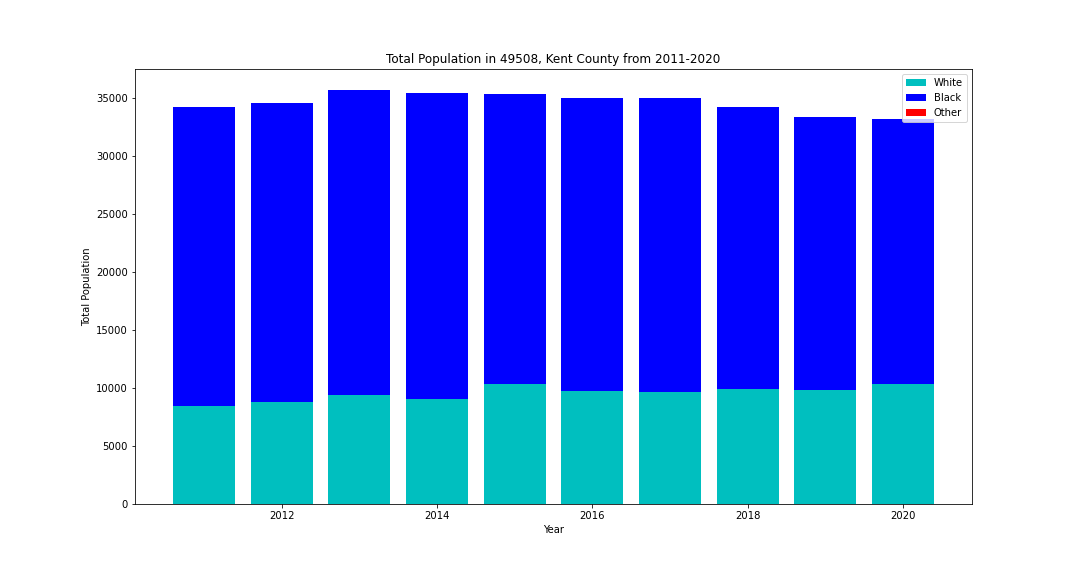 Total Population in 49508, Kent County from 2011-2020
White
Black
Other
35000
30000
25000
20000
15000
10000
5000
0
Total Population
2012
2014
2016
2018
2020
Year